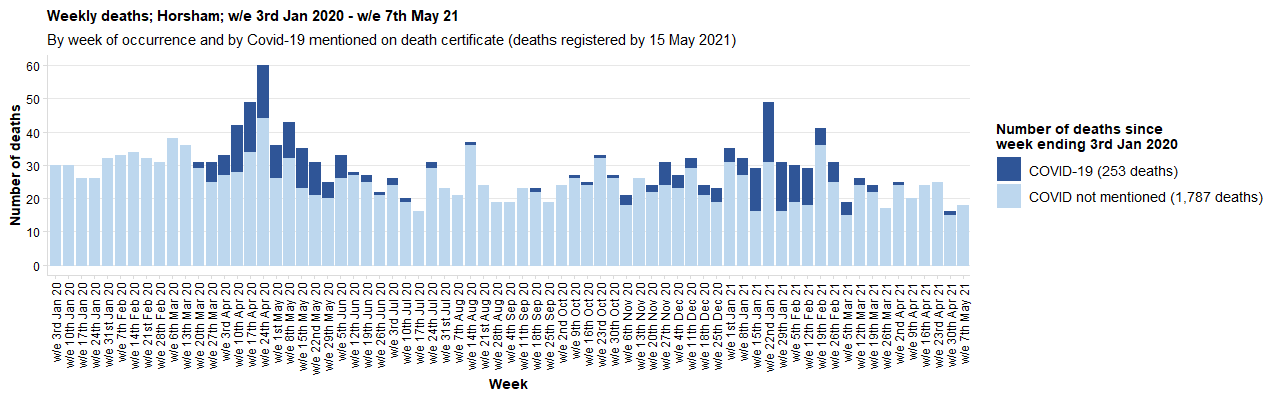 Weekly deaths; Horsham; w/e 3rd Jan 2020 - w/e 7th May 21
By week of occurrence and by Covid-19 mentioned on death certificate (deaths registered by 15 May 2021)
Number of deaths
60
50
40
30
20
10
0
w/e 3rd Jan 20
w/e 10th Jan 20
w/e 17th Jan 20
w/e 24th Jan 20
w/e 31st Jan 20
w/e 7th Feb 20
w/e 14th Feb 20
w/e 21st Feb 20
w/e 28th Feb 20
w/e 6th Mar 20
w/e 13th Mar 20
w/e 20th Mar 20
w/e 27th Mar 20
w/e 3rd Apr 20
w/e 10th Apr 20
w/e 17th Apr 20
w/e 24th Apr 20
w/e 1st May 20
w/e 8th May 20
w/e 15th May 20
w/e 22nd May 20
w/e 29th May 20
w/e 5th Jun 20
w/e 12th Jun 20
w/e 19th Jun 20
w/e 26th Jun 20
w/e 3rd Jul 20
w/e 10th Jul 20
w/e 17th Jul 20
w/e 24th Jul 20
w/e 31st Jul 20
w/e 7th Aug 20
w/e 14th Aug 20
w/e 21st Aug 20
w/e 28th Aug 20
w/e 4th Sep 20
w/e 11th Sep 20
w/e 18th Sep 20
w/e 25th Sep 20
w/e 2nd Oct 20
w/e 9th Oct 20
w/e 16th Oct 20
w/e 23rd Oct 20
w/e 30th Oct 20
w/e 6th Nov 20
w/e 13th Nov 20
w/e 20th Nov 20
w/e 27th Nov 20
w/e 4th Dec 20
w/e 11th Dec 20
w/e 18th Dec 20
w/e 25th Dec 20
w/e 1st Jan 21
w/e 8th Jan 21
w/e 15th Jan 21
w/e 22nd Jan 21
w/e 29th Jan 21
w/e 5th Feb 21
w/e 12th Feb 21
w/e 19th Feb 21
w/e 26th Feb 21
w/e 5th Mar 21
w/e 12th Mar 21
w/e 19th Mar 21
w/e 26th Mar 21
w/e 2nd Apr 21
w/e 9th Apr 21
w/e 16th Apr 21
w/e 23rd Apr 21
w/e 30th Apr 21
w/e 7th May 21
Week
Number of deaths since
week ending 3rd Jan 2020
COVID-19 (253 deaths)
COVID not mentioned (1,787 deaths)